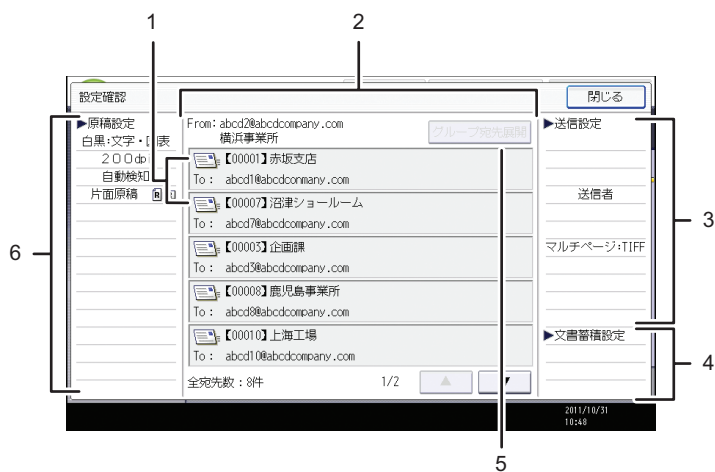 1
2
設定確認
閉じる
6
▶原稿設定
白黒:文字・図表
200dpi
自動検知
片面原稿
From: abcd2@abcdcompany.com
横浜事業所
グループ宛先展開
【00001】赤坂支店
To : abcd1@abcdconmany.com
【00007】沼津ショールーム
To : abcd7@abcdcompany.com
【00003】企画課
To : abcd3@abcdcompany.com
【00008】鹿児島事業所
To : abcd8@abcdcompany.com
【00010】上海工場
To : abcd10@abcdcompany.com
全宛先数:8件
1/2
▲
▼
▶送信設定
送信者
マルチページ:TIFF
3
▶文書蓄積設定
4
2011/10/31
10:48
5